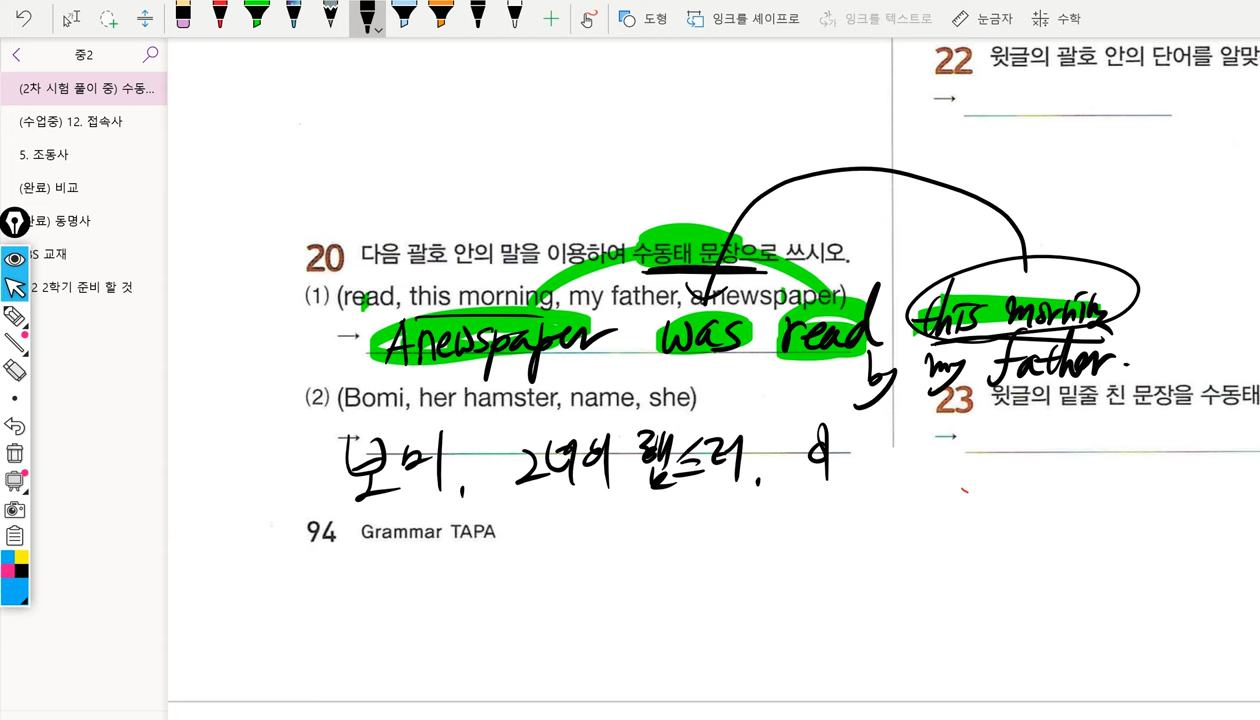 도형
잉크를 셰이프로
잉크를 텍스트로
눈금자
수학
중2
(2차 시험 풀이 중) 수동...
(수업중) 12. 접속사
5. 조동사
(완료) 비교
완료) 동명사
BS 교재
2 2학기 준비 할 것
22 윗글의 괄호 안의 단어를 알맞
→
20 다음 괄호 안의 말을 이용하여 수동태 문장으로 쓰시오.
(1) (read, this morning, my father, a newspaper)
→ A newspaper was read this morning
by my father.
(2) (Bomi, her hamster, name, she)
→
보미, 그녀의 햄스터,
23 윗글의 밑줄 친 문장을 수동태
→
94 Grammar TAPA